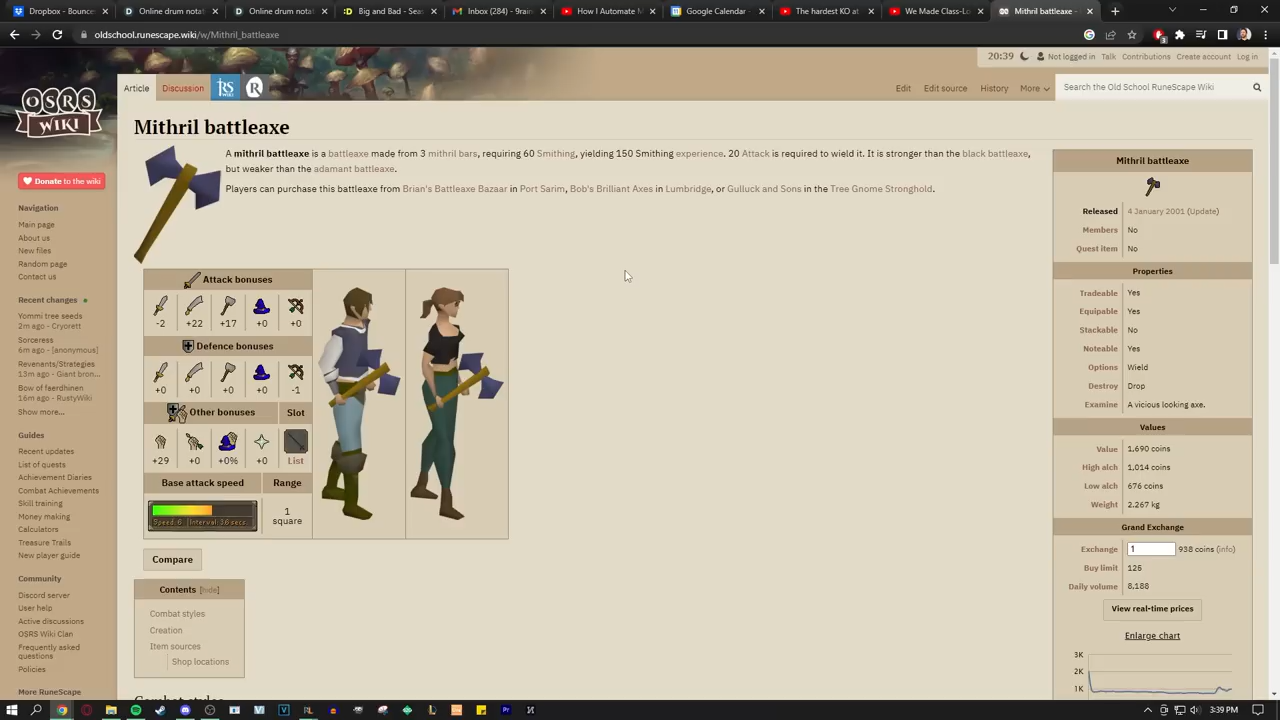 Dropbox - Bounce
Online drum notat
Online drum notat
Big and Bad - Sea
Inbox (284) - 9rain
How I Automate M
Google Calendar
The hardest KO at
We Made Class-Lo
Mithril battleaxe
oldschool.runescape.wiki/w/Mithril_battleaxe
20:39 Not logged in Talk Contributions Create account Log in
Article Discussion Edit Edit source History More
Search the Old School RuneScape Wiki
OSRS
WIKI
Donate to the wiki
Navigation
Main page
About us
New files
Random page
Contact us
Recent changes
Yommi tree seeds
2m ago - Cryorett
Sorceress
6m ago - [anonymous]
Revenants/Strategies
13m ago - Giant bron...
Bow of faerdhinen
16m ago - RustyWiki
Show more...
Guides
Recent updates
List of quests
Achievement Diaries
Combat Achievements
Skill training
Money making
Calculators
Treasure Trails
New player guide
Community
Discord server
User help
Active discussions
OSRS Wiki Clan
Frequently asked
questions
Policies
More RuneScape
Mithril battleaxe
A mithril battleaxe is a battleaxe made from 3 mithril bars, requiring 60 Smithing, yielding 150 Smithing experience. 20 Attack is required to wield it. It is stronger than the black battleaxe,
but weaker than the adamant battleaxe.
Players can purchase this battleaxe from Brian's Battleaxe Bazaar in Port Sarim, Bob's Brilliant Axes in Lumbridge, or Gulluck and Sons in the Tree Gnome Stronghold.
Attack bonuses
-2 +22 +17 +0 +0
Defence bonuses
+0 +0 +0 +0 -1
Other bonuses Slot
+29 +0 +0% +0 List
Base attack speed Range
Speed: 6 | Interval: 3.6 secs
1
square
Compare
Contents [hide]
Combat styles
Creation
Item sources
Shop locations
Combat styles
Mithril battleaxe
Released 4 January 2001 (Update)
Members No
Quest item No
Properties
Tradeable Yes
Equipable Yes
Stackable No
Noteable Yes
Options Wield
Destroy Drop
Examine A vicious looking axe.
Values
Value 1,690 coins
High alch 1,014 coins
Low alch 676 coins
Weight 2.267 kg
Grand Exchange
Exchange 1 938 coins (info)
Buy limit 125
Daily volume 8,188
View real-time prices
Enlarge chart
3K
2K
1K
3:39 PM